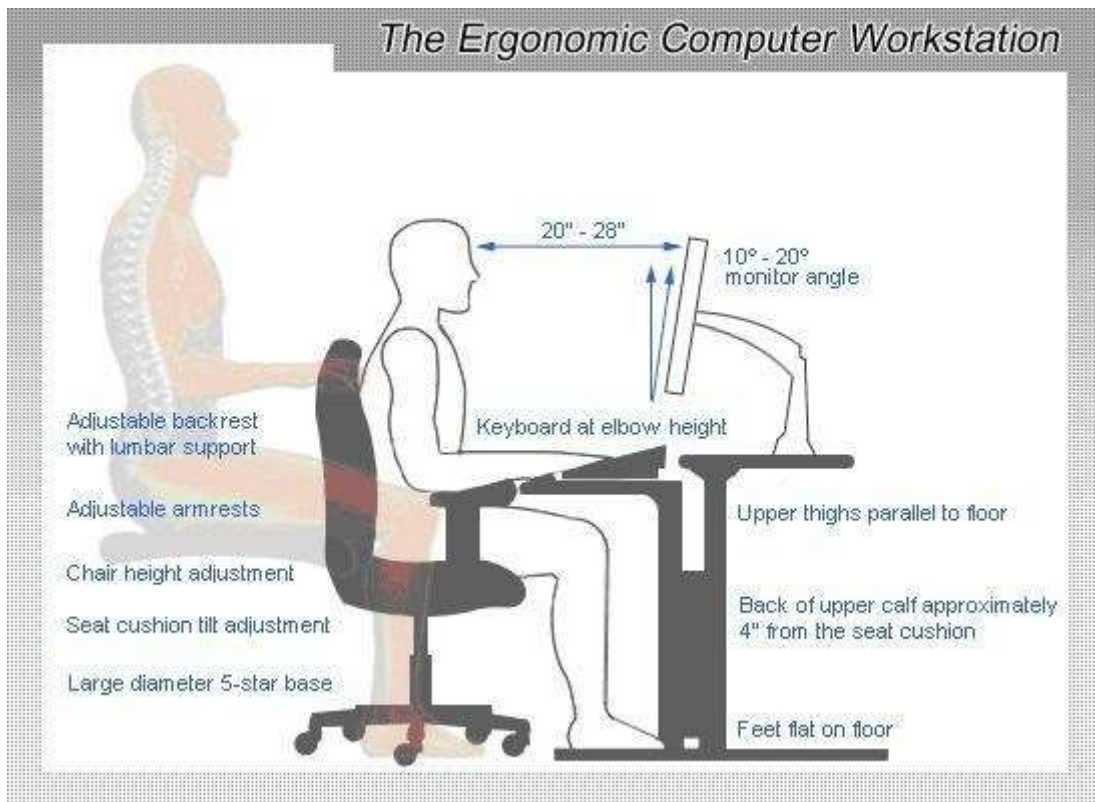 The Ergonomic Computer Workstation
20" - 28"
10° - 20°
monitor angle
Keyboard at elbow height
Adjustable backrest
with lumbar support
Adjustable armrests
Chair height adjustment
Seat cushion tilt adjustment
Large diameter 5-star base
Upper thighs parallel to floor
Back of upper calf approximately
4" from the seat cushion
Feet flat on floor